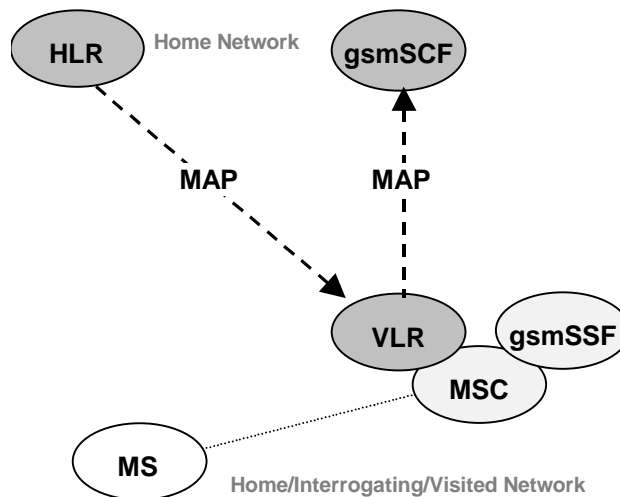 HLR
Home Network
gsmSCF
MAP
MAP
VLR
gsmSSF
MSC
MS
Home/Interrogating/Visited Network